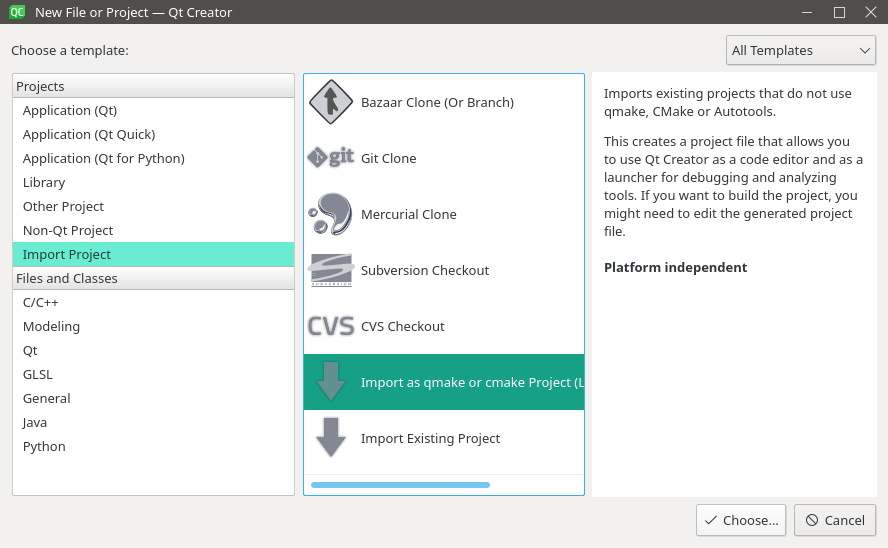 QC
New File or Project — Qt Creator
Choose a template:
All Templates
Projects
Application (Qt)
Application (Qt Quick)
Application (Qt for Python)
Library
Other Project
Non-Qt Project
Import Project
Files and Classes
C/C++
Modeling
Qt
GLSL
General
Java
Python
Bazaar Clone (Or Branch)
git
Git Clone
Mercurial Clone
SUBVERSION
Subversion Checkout
CVS
CVS Checkout
Import as qmake or cmake Project (L
Import Existing Project
Imports existing projects that do not use
qmake, CMake or Autotools.
This creates a project file that allows you
to use Qt Creator as a code editor and as a
launcher for debugging and analyzing
tools. If you want to build the project, you
might need to edit the generated project
file.
Platform independent
Choose...
Cancel